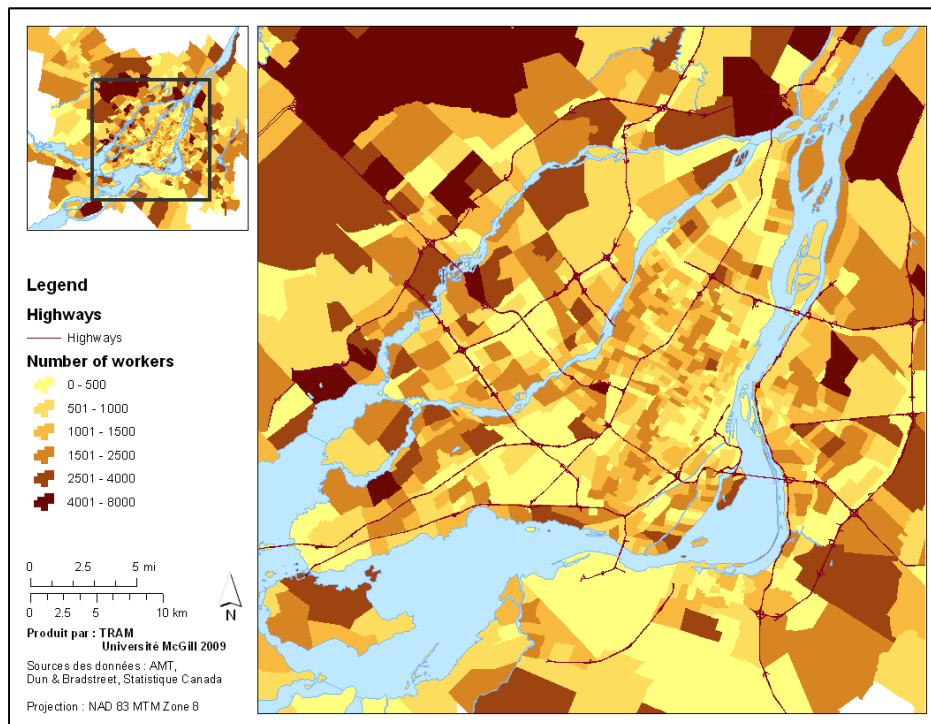 Legend
Highways
Highways
Number of workers
0 - 500
501 - 1000
1001 - 1500
1501 - 2500
2501 - 4000
4001 - 8000
0 2.5 5 mi
0 2.5 5 10 km
N
Produit par : TRAM
Université McGill 2009
Sources des données : AMT,
Dun & Bradstreet, Statistique Canada
Projection : NAD 83 MTM Zone 8